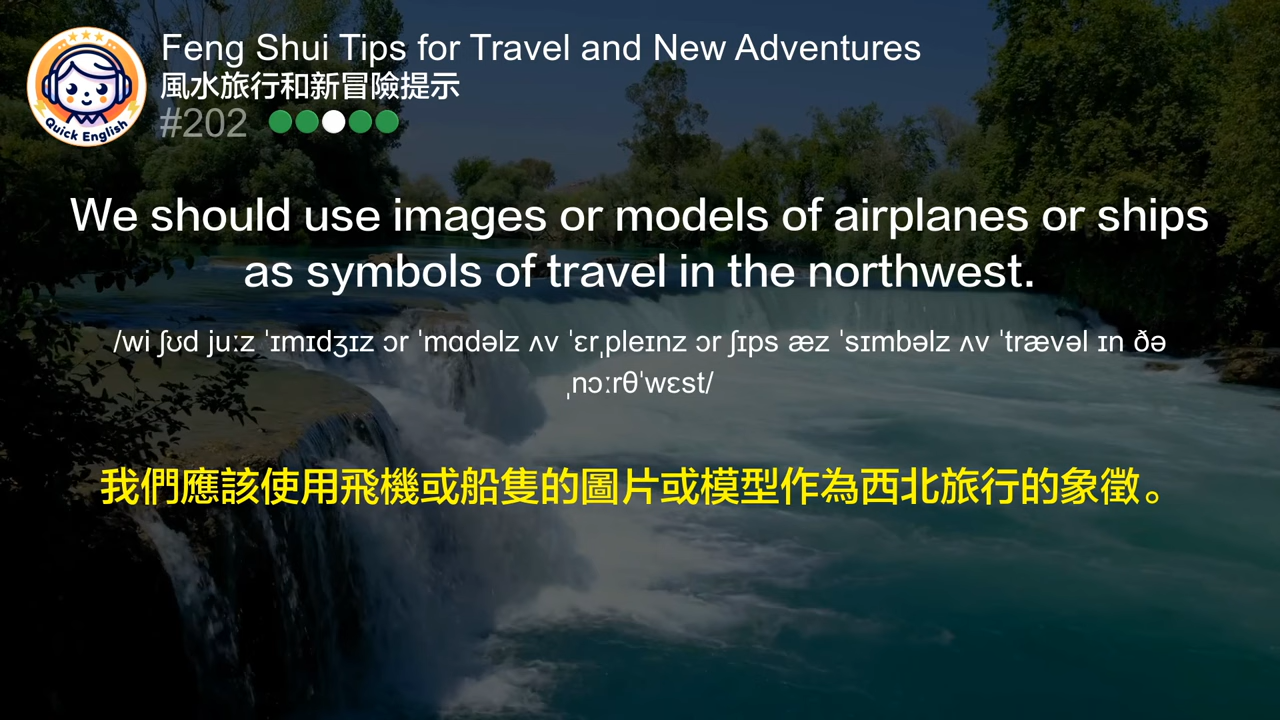 Feng Shui Tips for Travel and New Adventures
風水旅行和新冒險提示
#202
Quick English
We should use images or models of airplanes or ships
as symbols of travel in the northwest.
/wi ʃʊd juːz ˈɪmɪdʒɪz ɔr ˈmɑdəlz ʌv ˈɛrˌpleɪnz ɔr ʃɪps æz ˈsɪmbəlz ʌv ˈtrævəl ɪn ðə
ˌnɔːrθˈwɛst/
我們應該使用飛機或船隻的圖片或模型作為西北旅行的象徵。